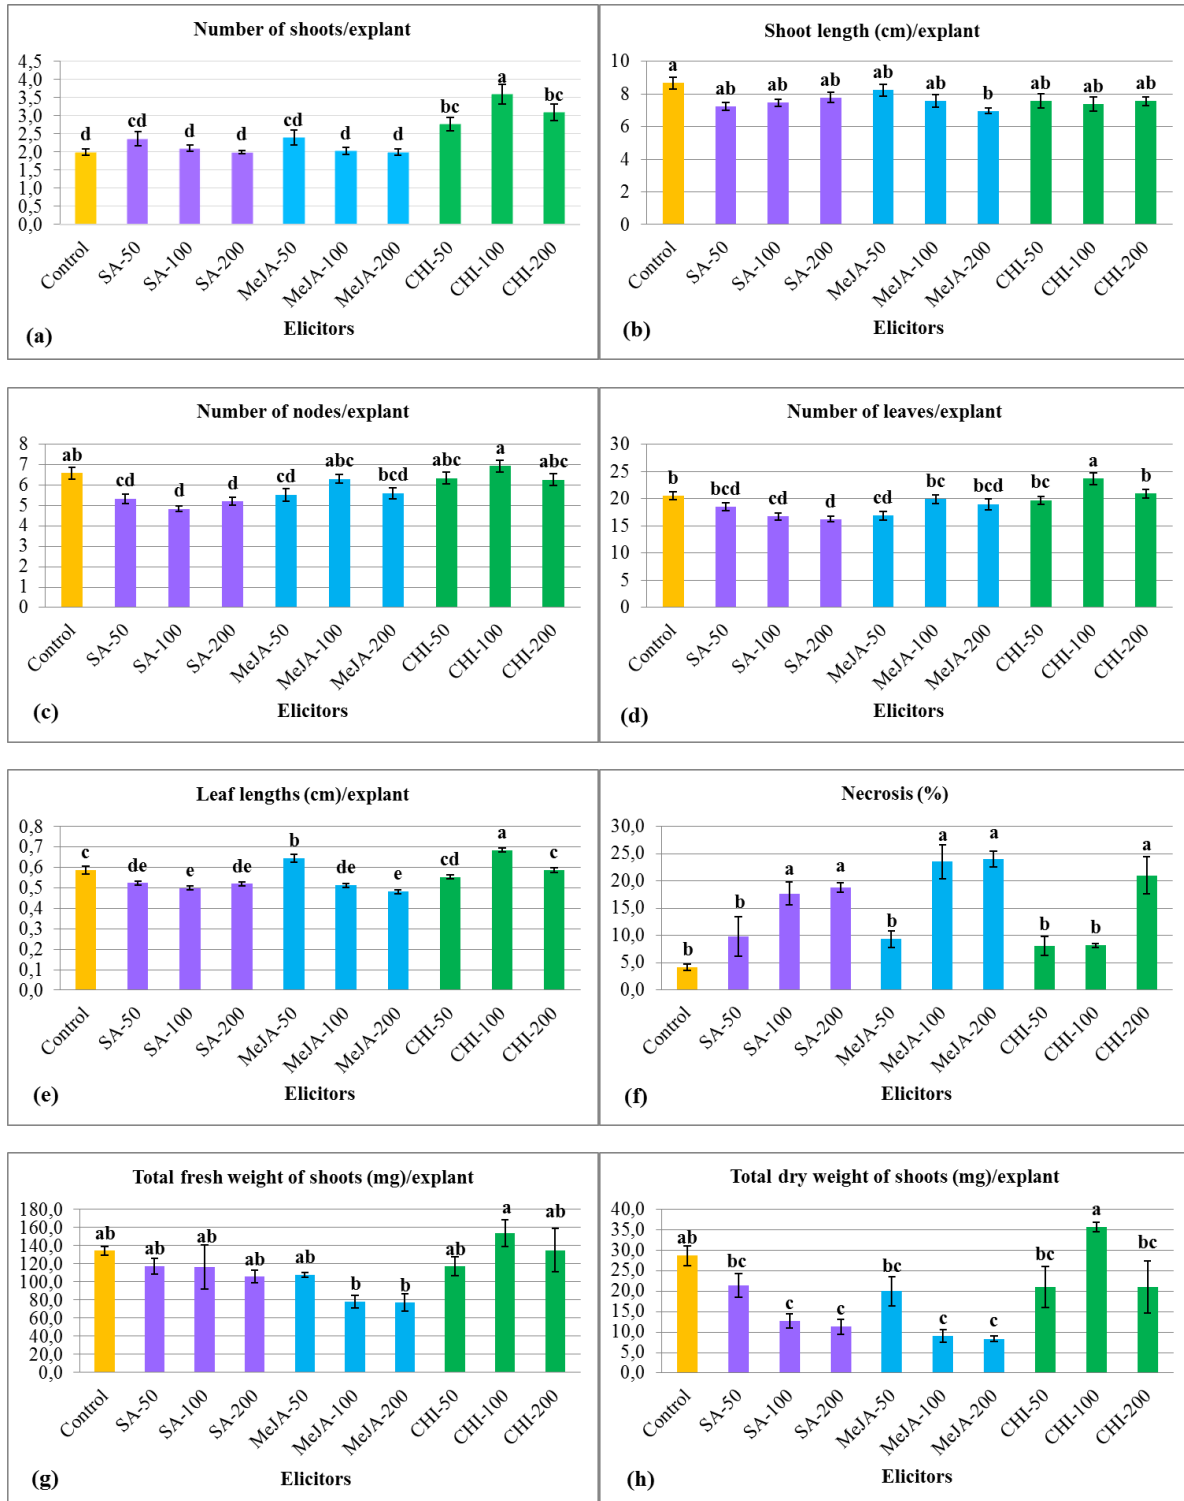 Number of shoots/explant
4,5
4,0
3,5
3,0
2,5
2,0
1,5
1,0
0,5
0,0
d cd d d cd d d bc a bc
Control SA-50 SA-100 SA-200 MeJA-50 MeJA-100 MeJA-200 CHI-50 CHI-100 CHI-200
Elicitors
(a)
Shoot length (cm)/explant
10
8
6
4
2
0
a ab ab ab ab ab b ab ab ab
Control SA-50 SA-100 SA-200 MeJA-50 MeJA-100 MeJA-200 CHI-50 CHI-100 CHI-200
Elicitors
(b)
Number of nodes/explant
8
7
6
5
4
3
2
1
0
ab cd d d cd abc bcd abc a abc
Control SA-50 SA-100 SA-200 MeJA-50 MeJA-100 MeJA-200 CHI-50 CHI-100 CHI-200
Elicitors
(c)
Number of leaves/explant
30
25
20
15
10
5
0
b bcd cd d cd bc bcd bc a b
Control SA-50 SA-100 SA-200 MeJA-50 MeJA-100 MeJA-200 CHI-50 CHI-100 CHI-200
Elicitors
(d)
Leaf lengths (cm)/explant
0,8
0,7
0,6
0,5
0,4
0,3
0,2
0,1
0,0
c de e de b de e cd a c
Control SA-50 SA-100 SA-200 MeJA-50 MeJA-100 MeJA-200 CHI-50 CHI-100 CHI-200
Elicitors
(e)
Necrosis (%)
30,0
25,0
20,0
15,0
10,0
5,0
0,0
b b a a b a a b b a
Control SA-50 SA-100 SA-200 MeJA-50 MeJA-100 MeJA-200 CHI-50 CHI-100 CHI-200
Elicitors
(f)
Total fresh weight of shoots (mg)/explant
180,0
160,0
140,0
120,0
100,0
80,0
60,0
40,0
20,0
0,0
ab ab ab ab ab b b ab a ab
Control SA-50 SA-100 SA-200 MeJA-50 MeJA-100 MeJA-200 CHI-50 CHI-100 CHI-200
Elicitors
(g)
Total dry weight of shoots (mg)/explant
40,0
35,0
30,0
25,0
20,0
15,0
10,0
5,0
0,0
ab bc c c bc c c bc a bc
Control SA-50 SA-100 SA-200 MeJA-50 MeJA-100 MeJA-200 CHI-50 CHI-100 CHI-200
Elicitors
(h)